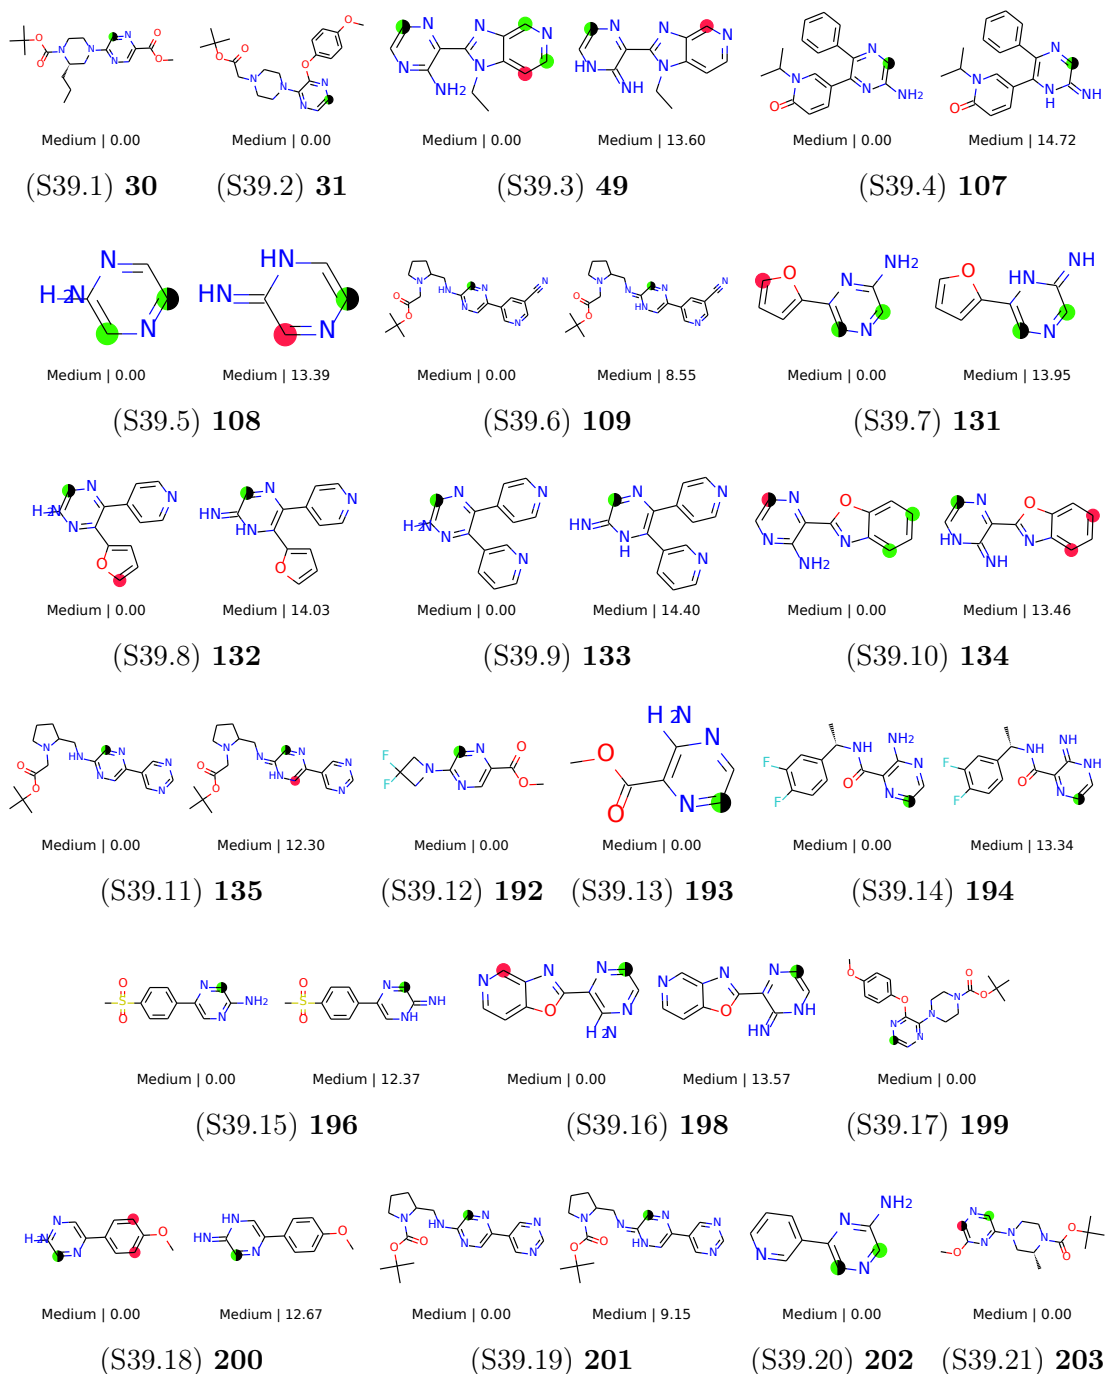 Medium | 0.00 Medium | 0.00 Medium | 0.00 Medium | 13.60 Medium | 0.00 Medium | 14.72
(S39.1) 30 (S39.2) 31 (S39.3) 49 (S39.4) 107
Medium | 0.00 Medium | 13.39 Medium | 0.00 Medium | 8.55 Medium | 0.00 Medium | 13.95
(S39.5) 108 (S39.6) 109 (S39.7) 131
Medium | 0.00 Medium | 14.03 Medium | 0.00 Medium | 14.40 Medium | 0.00 Medium | 13.46
(S39.8) 132 (S39.9) 133 (S39.10) 134
Medium | 0.00 Medium | 12.30 Medium | 0.00 Medium | 0.00 Medium | 0.00 Medium | 13.34
(S39.11) 135 (S39.12) 192 (S39.13) 193 (S39.14) 194
Medium | 0.00 Medium | 12.37 Medium | 0.00 Medium | 13.57 Medium | 0.00
(S39.15) 196 (S39.16) 198 (S39.17) 199
Medium | 0.00 Medium | 12.67 Medium | 0.00 Medium | 9.15 Medium | 0.00 Medium | 0.00
(S39.18) 200 (S39.19) 201 (S39.20) 202 (S39.21) 203